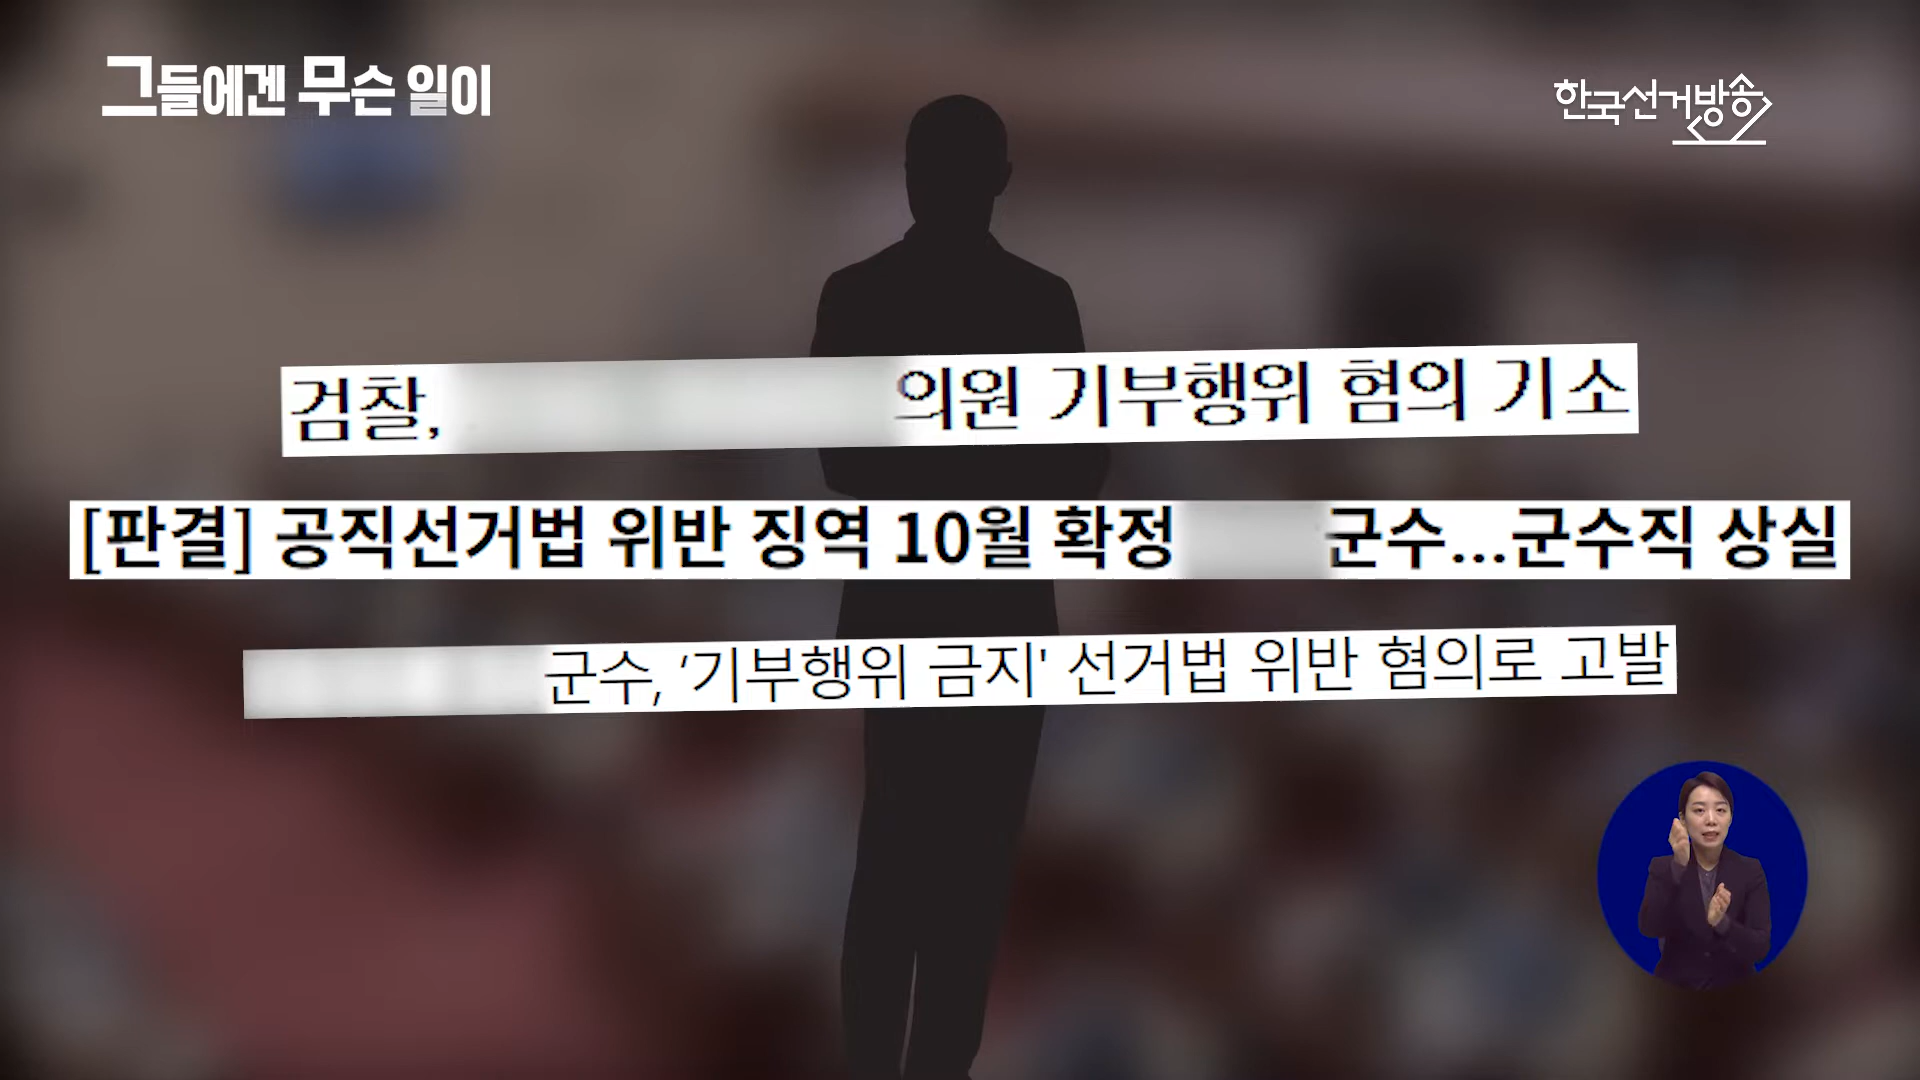 그들에겐 무슨 일이
한국선거방송
검찰, 의원 기부행위 혐의 기소
[판결] 공직선거법 위반 징역 10월 확정 군수...군수직 상실
군수, '기부행위 금지' 선거법 위반 혐의로 고발